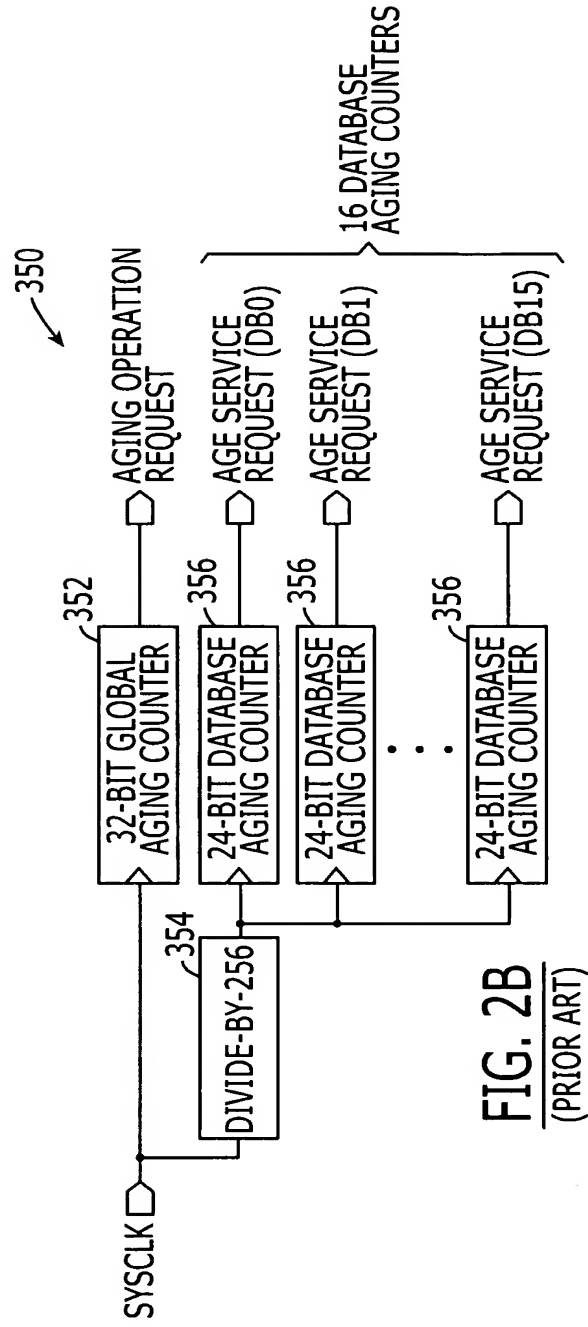 350
SYSCLK
352
32-BIT GLOBAL
AGING COUNTER
AGING OPERATION
REQUEST
354
DIVIDE-BY-256
356
24-BIT DATABASE
AGING COUNTER
AGE SERVICE
REQUEST (DB0)
356
24-BIT DATABASE
AGING COUNTER
AGE SERVICE
REQUEST (DB1)
356
24-BIT DATABASE
AGING COUNTER
AGE SERVICE
REQUEST (DB15)
16 DATABASE
AGING COUNTERS
FIG. 2B
(PRIOR ART)